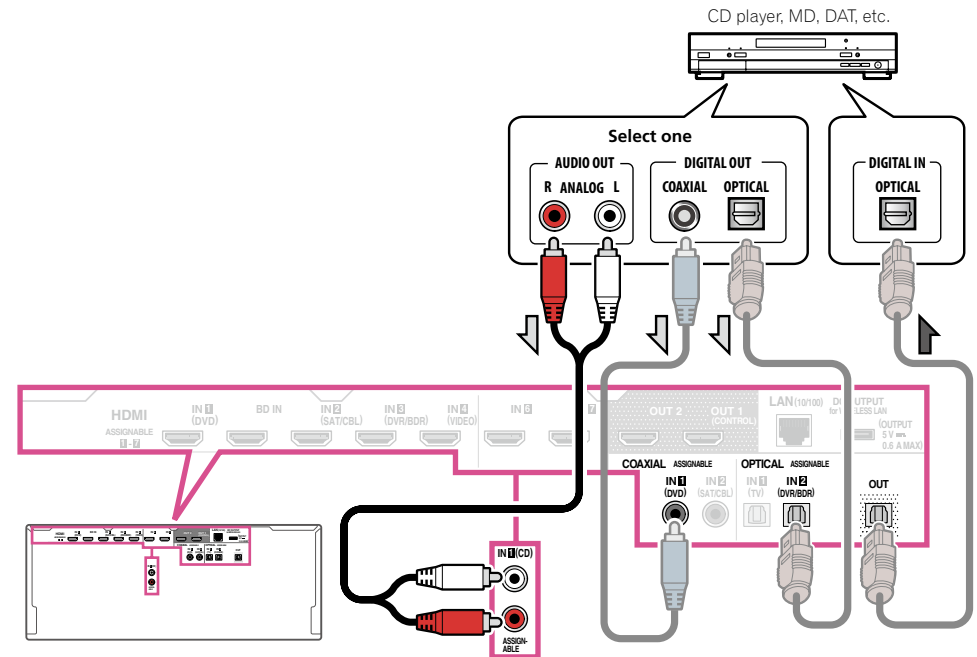 CD player, MD, DAT, etc.
Select one
AUDIO OUT
R ANALOG L
DIGITAL OUT
COAXIAL OPTICAL
DIGITAL IN
OPTICAL
HDMI
ASSIGNABLE
1-7
IN 1
(DVD)
BD IN
IN 2
(SAT/CBL)
IN 3
(DVR/BDR)
IN 4
(VIDEO)
IN 6
7
OUT 2
OUT 1
(CONTROL)
LAN (10/100)
OUTPUT
(OUTPUT
5 V
0.6 A MAX)
COAXIAL ASSIGNABLE
IN 1
(DVD)
IN 2
(SAT/CBL)
OPTICAL ASSIGNABLE
IN 1
(TV)
IN 2
(DVR/BDR)
OUT
IN 1 (CD)
ASSIGN-
ABLE